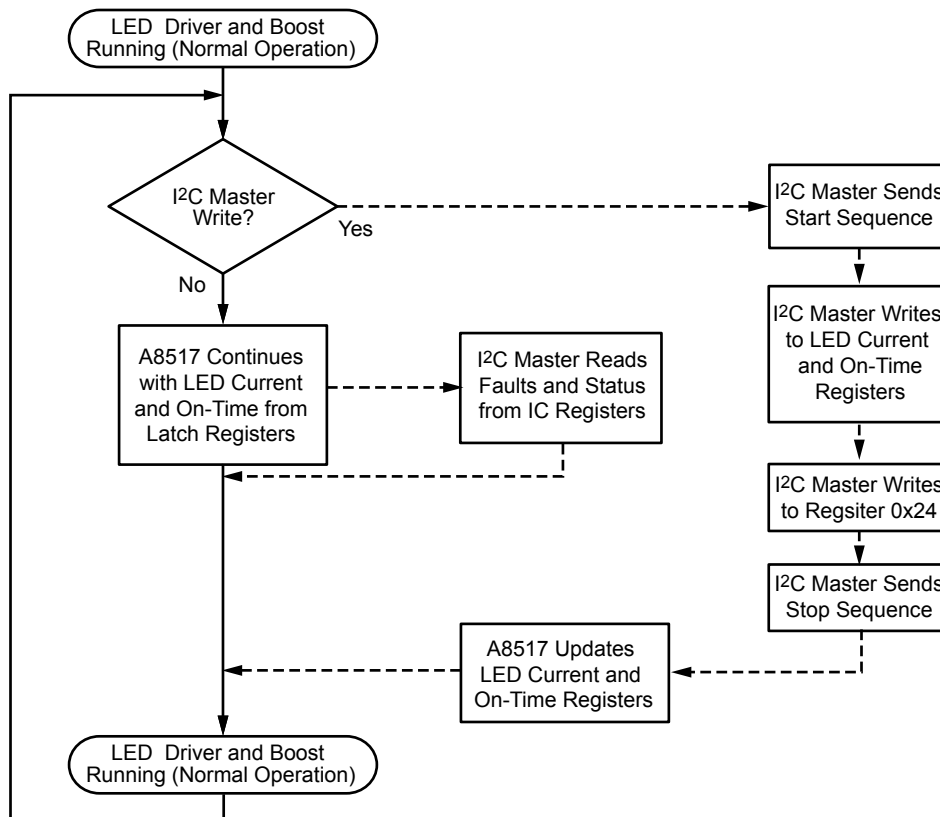 LED Driver and Boost
Running (Normal Operation)
I²C Master
Write?
Yes
No
I²C Master Sends
Start Sequence
I²C Master Writes
to LED Current
and On-Time
Registers
A8517 Continues
with LED Current
and On-Time from
Latch Registers
I²C Master Reads
Faults and Status
from IC Registers
I²C Master Writes
to Regsiter 0x24
I²C Master Sends
Stop Sequence
A8517 Updates
LED Current and
On-Time Registers
LED Driver and Boost
Running (Normal Operation)